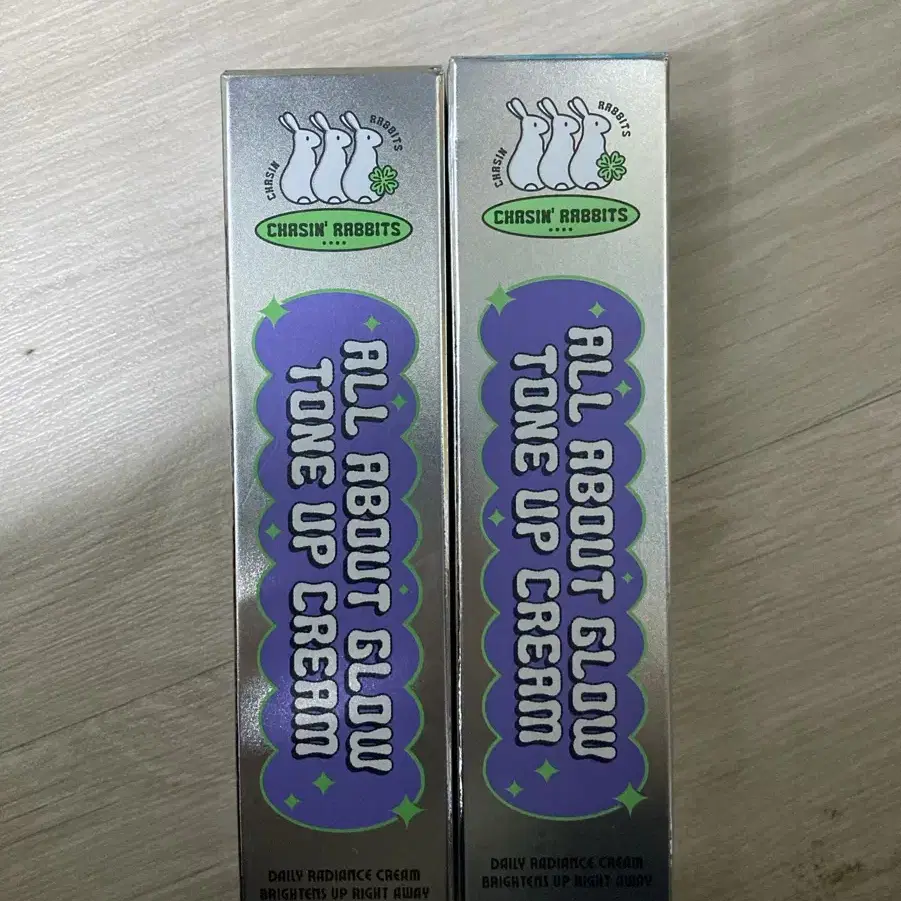 CHASIN RABBITS
CHASIN' RABBITS
ALL ABOUT GLOW
TONE UP CREAM
DAILY RADIANCE CREAM
BRIGHTENS UP RIGHT AWAY
CHASIN RABBITS
CHASIN' RABBITS
ALL ABOUT GLOW
TONE UP CREAM
DAILY RADIANCE CREAM
BRIGHTENS UP RIGHT AWAY